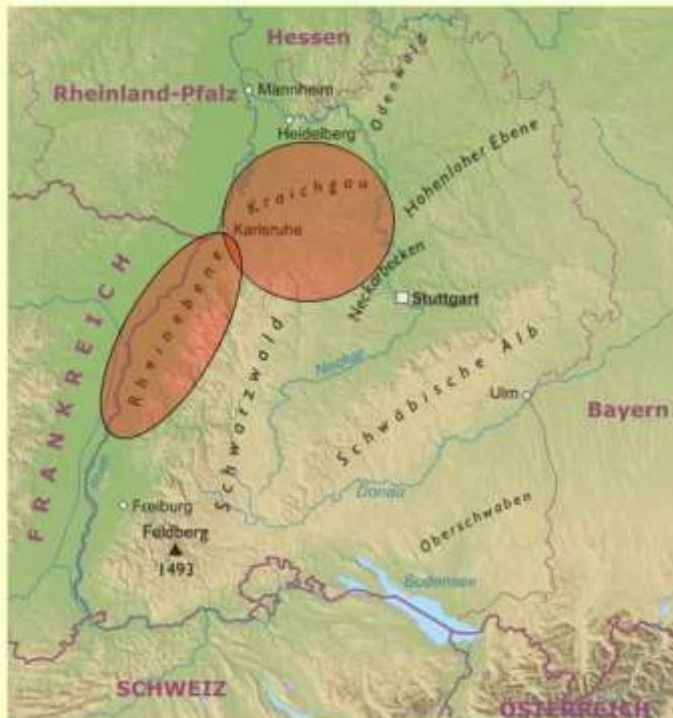 Hessen
Rheinland-Pfalz
Mannheim
Odenwald
Heidelberg
Hohenloher Ebene
Kraichgau
Karlsruhe
FRANKREICH
Rheinebene
Neckarbecken
Stuttgart
Schwarzwald
Neckar
Schwäbische Alb
Ulm
Bayern
Rhein
Donau
Freiburg
Oberschwaben
Feldberg
1493
Bodensee
SCHWEIZ
ÖSTERREICH